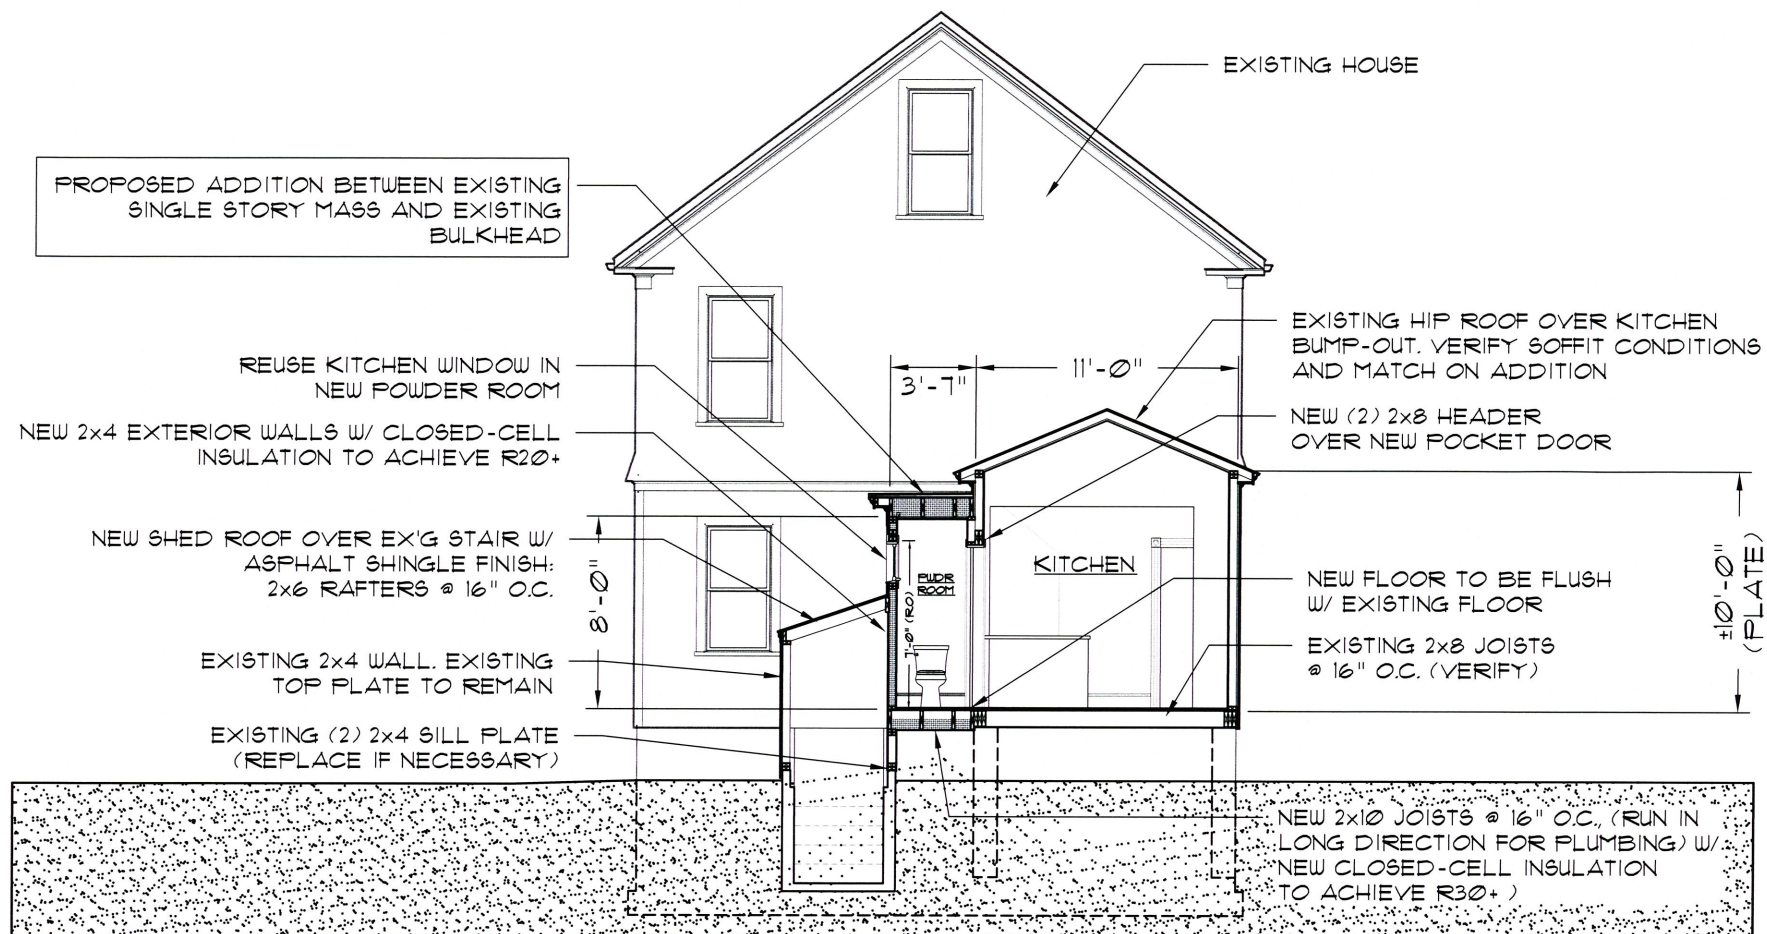 EXISTING HOUSE
PROPOSED ADDITION BETWEEN EXISTING
SINGLE STORY MASS AND EXISTING
BULKHEAD
REUSE KITCHEN WINDOW IN
NEW POWDER ROOM
NEW 2x4 EXTERIOR WALLS W/ CLOSED-CELL
INSULATION TO ACHIEVE R20+
NEW SHED ROOF OVER EX'G STAIR W/
ASPHALT SHINGLE FINISH:
2x6 RAFTERS @ 16" O.C.
EXISTING 2x4 WALL. EXISTING
TOP PLATE TO REMAIN
EXISTING (2) 2x4 SILL PLATE
(REPLACE IF NECESSARY)
8'-0"
3'-7"
11'-0"
7'-0" (R.O.)
PWDR
ROOM
KITCHEN
EXISTING HIP ROOF OVER KITCHEN
BUMP-OUT. VERIFY SOFFIT CONDITIONS
AND MATCH ON ADDITION
NEW (2) 2x8 HEADER
OVER NEW POCKET DOOR
NEW FLOOR TO BE FLUSH
W/ EXISTING FLOOR
EXISTING 2x8 JOISTS
@ 16" O.C. (VERIFY)
±10'-0"
(PLATE)
NEW 2x10 JOISTS @ 16" O.C., (RUN IN
LONG DIRECTION FOR PLUMBING) W/
NEW CLOSED-CELL INSULATION
TO ACHIEVE R30+ )